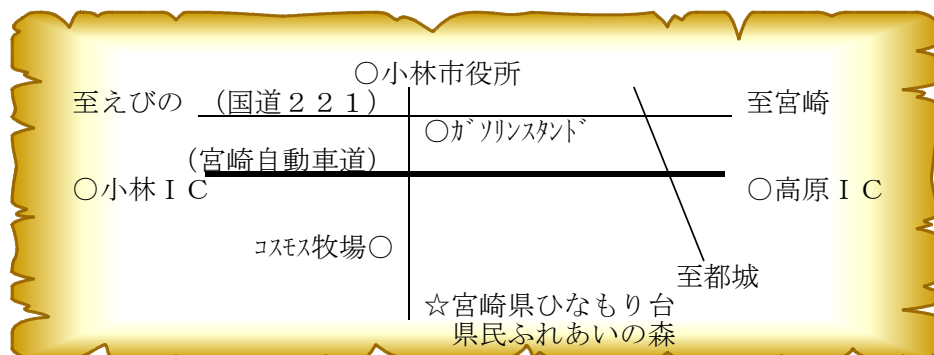 ○小林市役所
至えびの (国道221) 至宮崎
○ガソリンスタンド
(宮崎自動車道)
○小林IC ○高原IC
コスモス牧場○
至都城
☆宮崎県ひなもり台
県民ふれあいの森